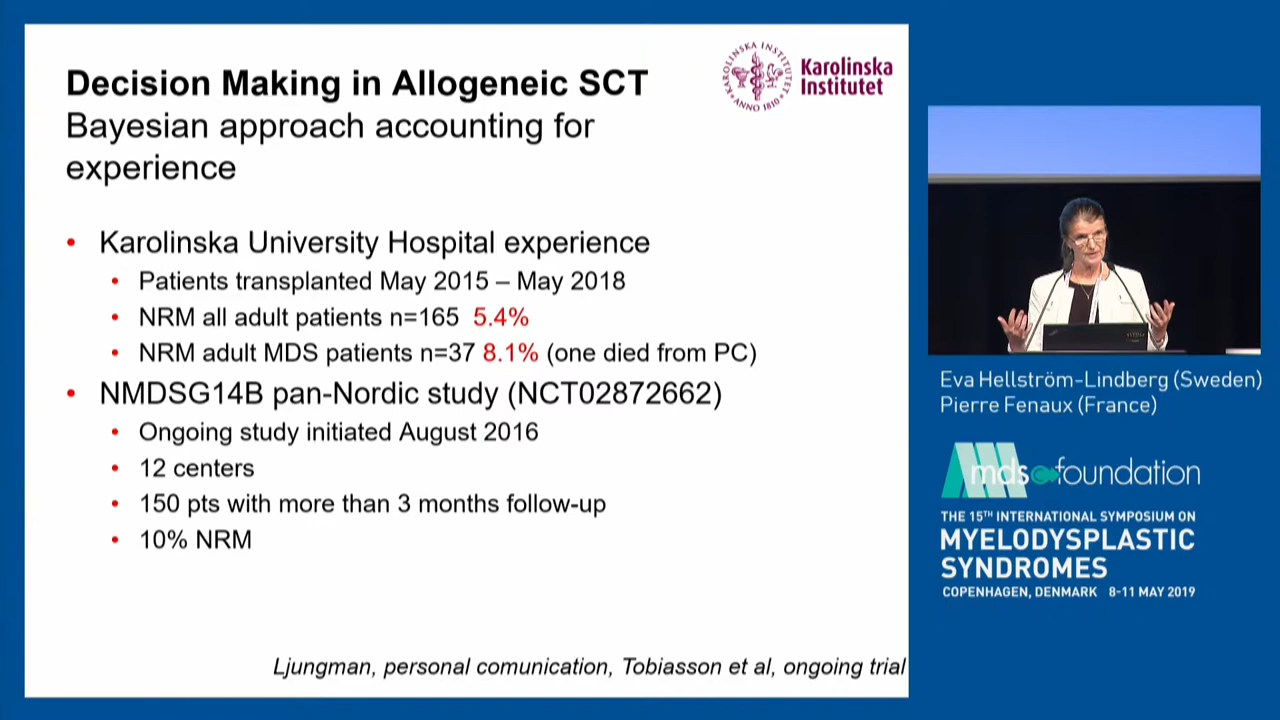 Decision Making in Allogeneic SCT
Bayesian approach accounting for
experience
KAROLINSKA INSTITUTET
ANNO 1810
Karolinska
Institutet
• Karolinska University Hospital experience
• Patients transplanted May 2015 – May 2018
• NRM all adult patients n=165 5.4%
• NRM adult MDS patients n=37 8.1% (one died from PC)
• NMDSG14B pan-Nordic study (NCT02872662)
• Ongoing study initiated August 2016
• 12 centers
• 150 pts with more than 3 months follow-up
• 10% NRM
Ljungman, personal comunication, Tobiasson et al, ongoing trial
Eva Hellström-Lindberg (Sweden)
Pierre Fenaux (France)
mds foundation
THE 15TH INTERNATIONAL SYMPOSIUM ON
MYELODYSPLASTIC
SYNDROMES
COPENHAGEN, DENMARK 8-11 MAY 2019